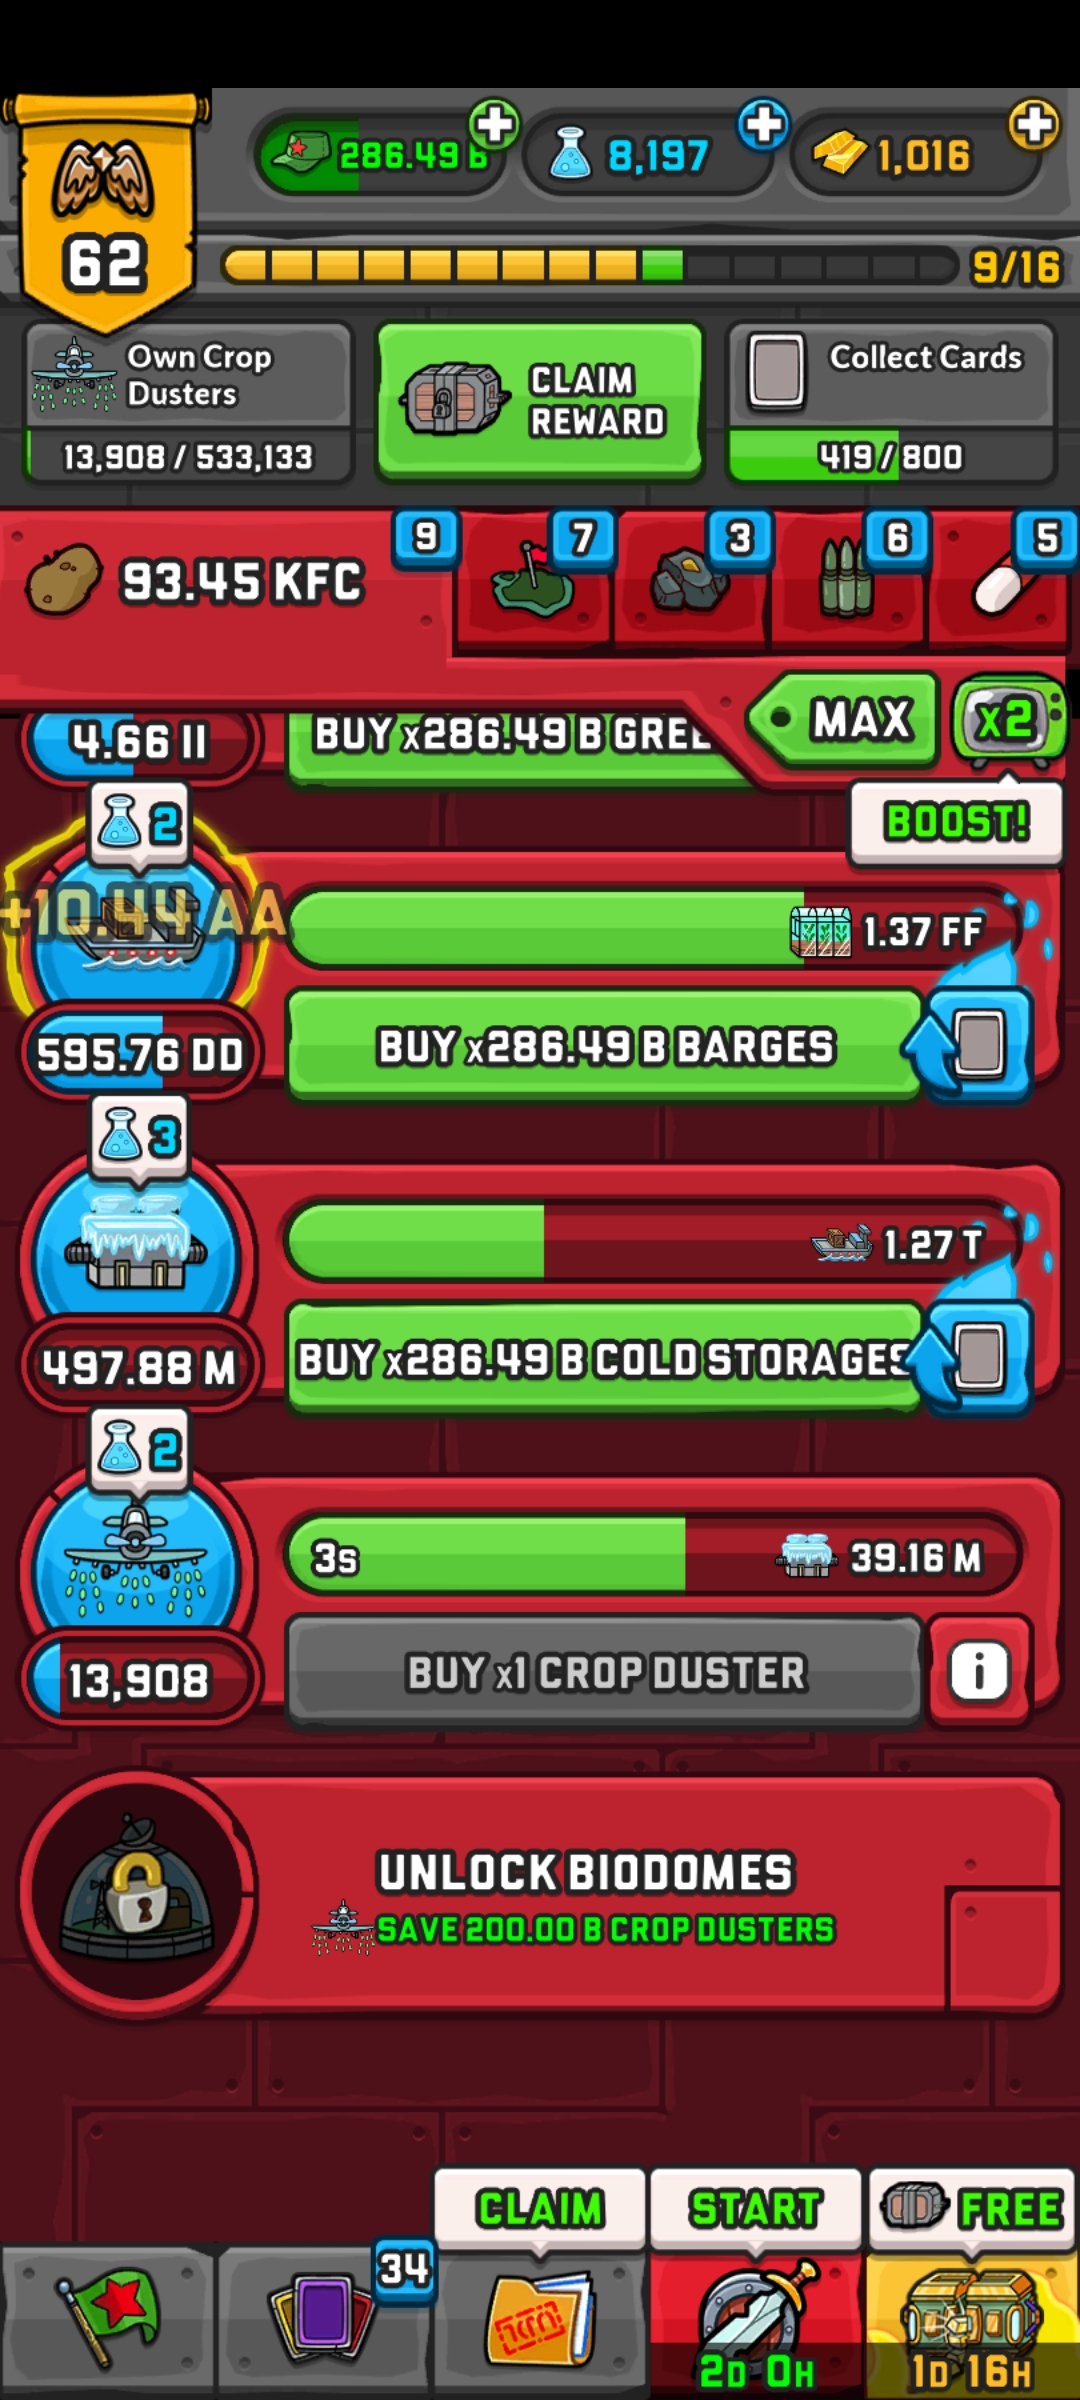 286.49 B
8,197
1,016
62
9/16
Own Crop
Dusters
13,908 / 533,133
CLAIM
REWARD
Collect Cards
419 / 800
93.45 KFC
9
7
3
6
5
MAX
x2
BOOST!
4.66 II
BUY x286.49 B GREE
2
+10.44 AA
1.37 FF
595.76 DD
BUY x286.49 B BARGES
3
1.27 T
497.88 M
BUY x286.49 B COLD STORAGES
2
3s
39.16 M
13,908
BUY x1 CROP DUSTER
i
UNLOCK BIODOMES
SAVE 200.00 B CROP DUSTERS
CLAIM
START
FREE
34
2D 0H
1D 16H